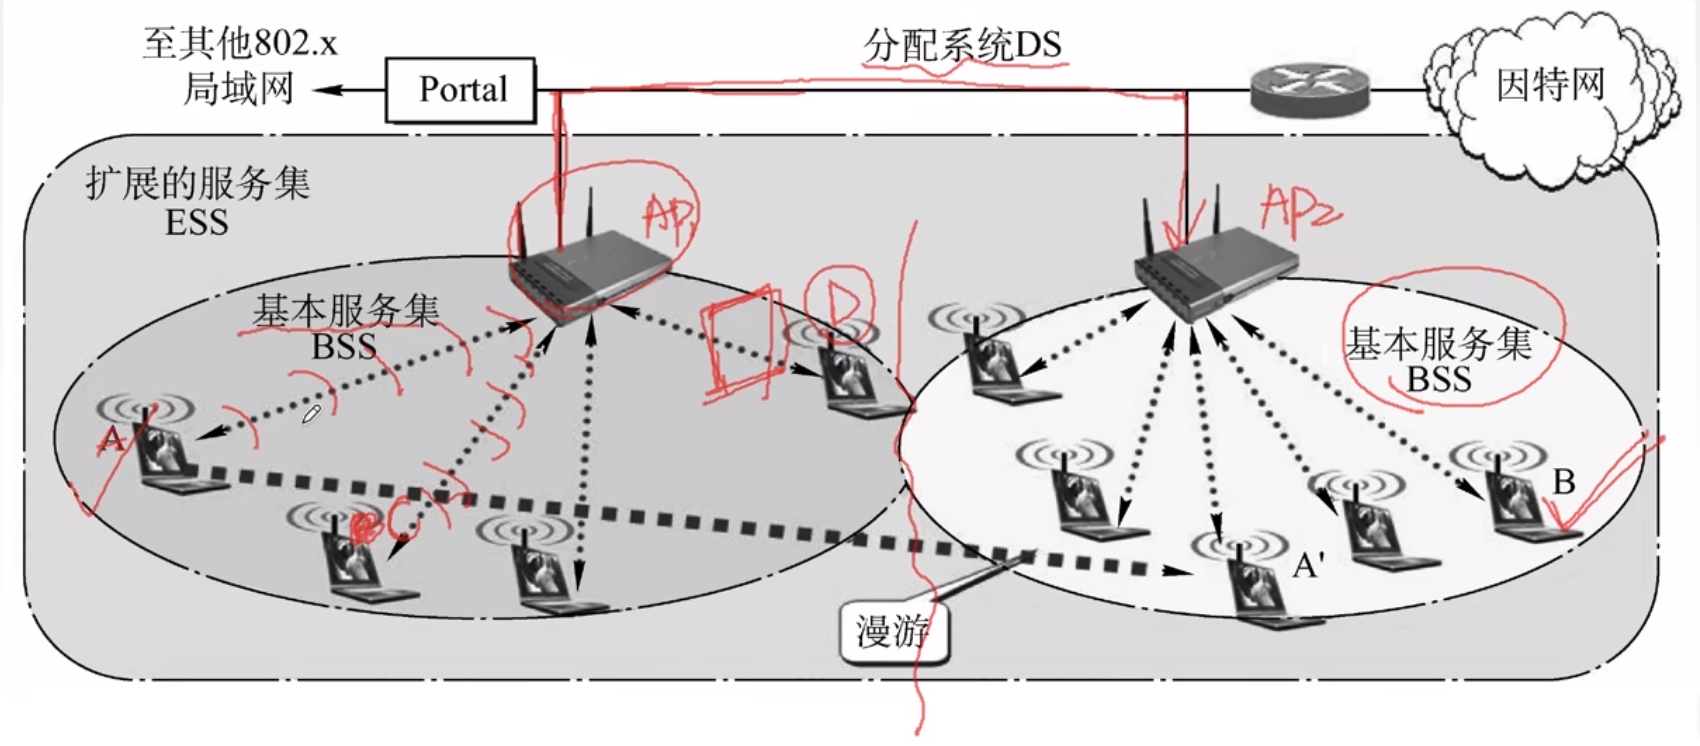 至其他802.x
局域网
Portal
分配系统DS
因特网
扩展的服务集
ESS
AP1
AP2
基本服务集
BSS
D
基本服务集
BSS
A
C
B
A'
漫游